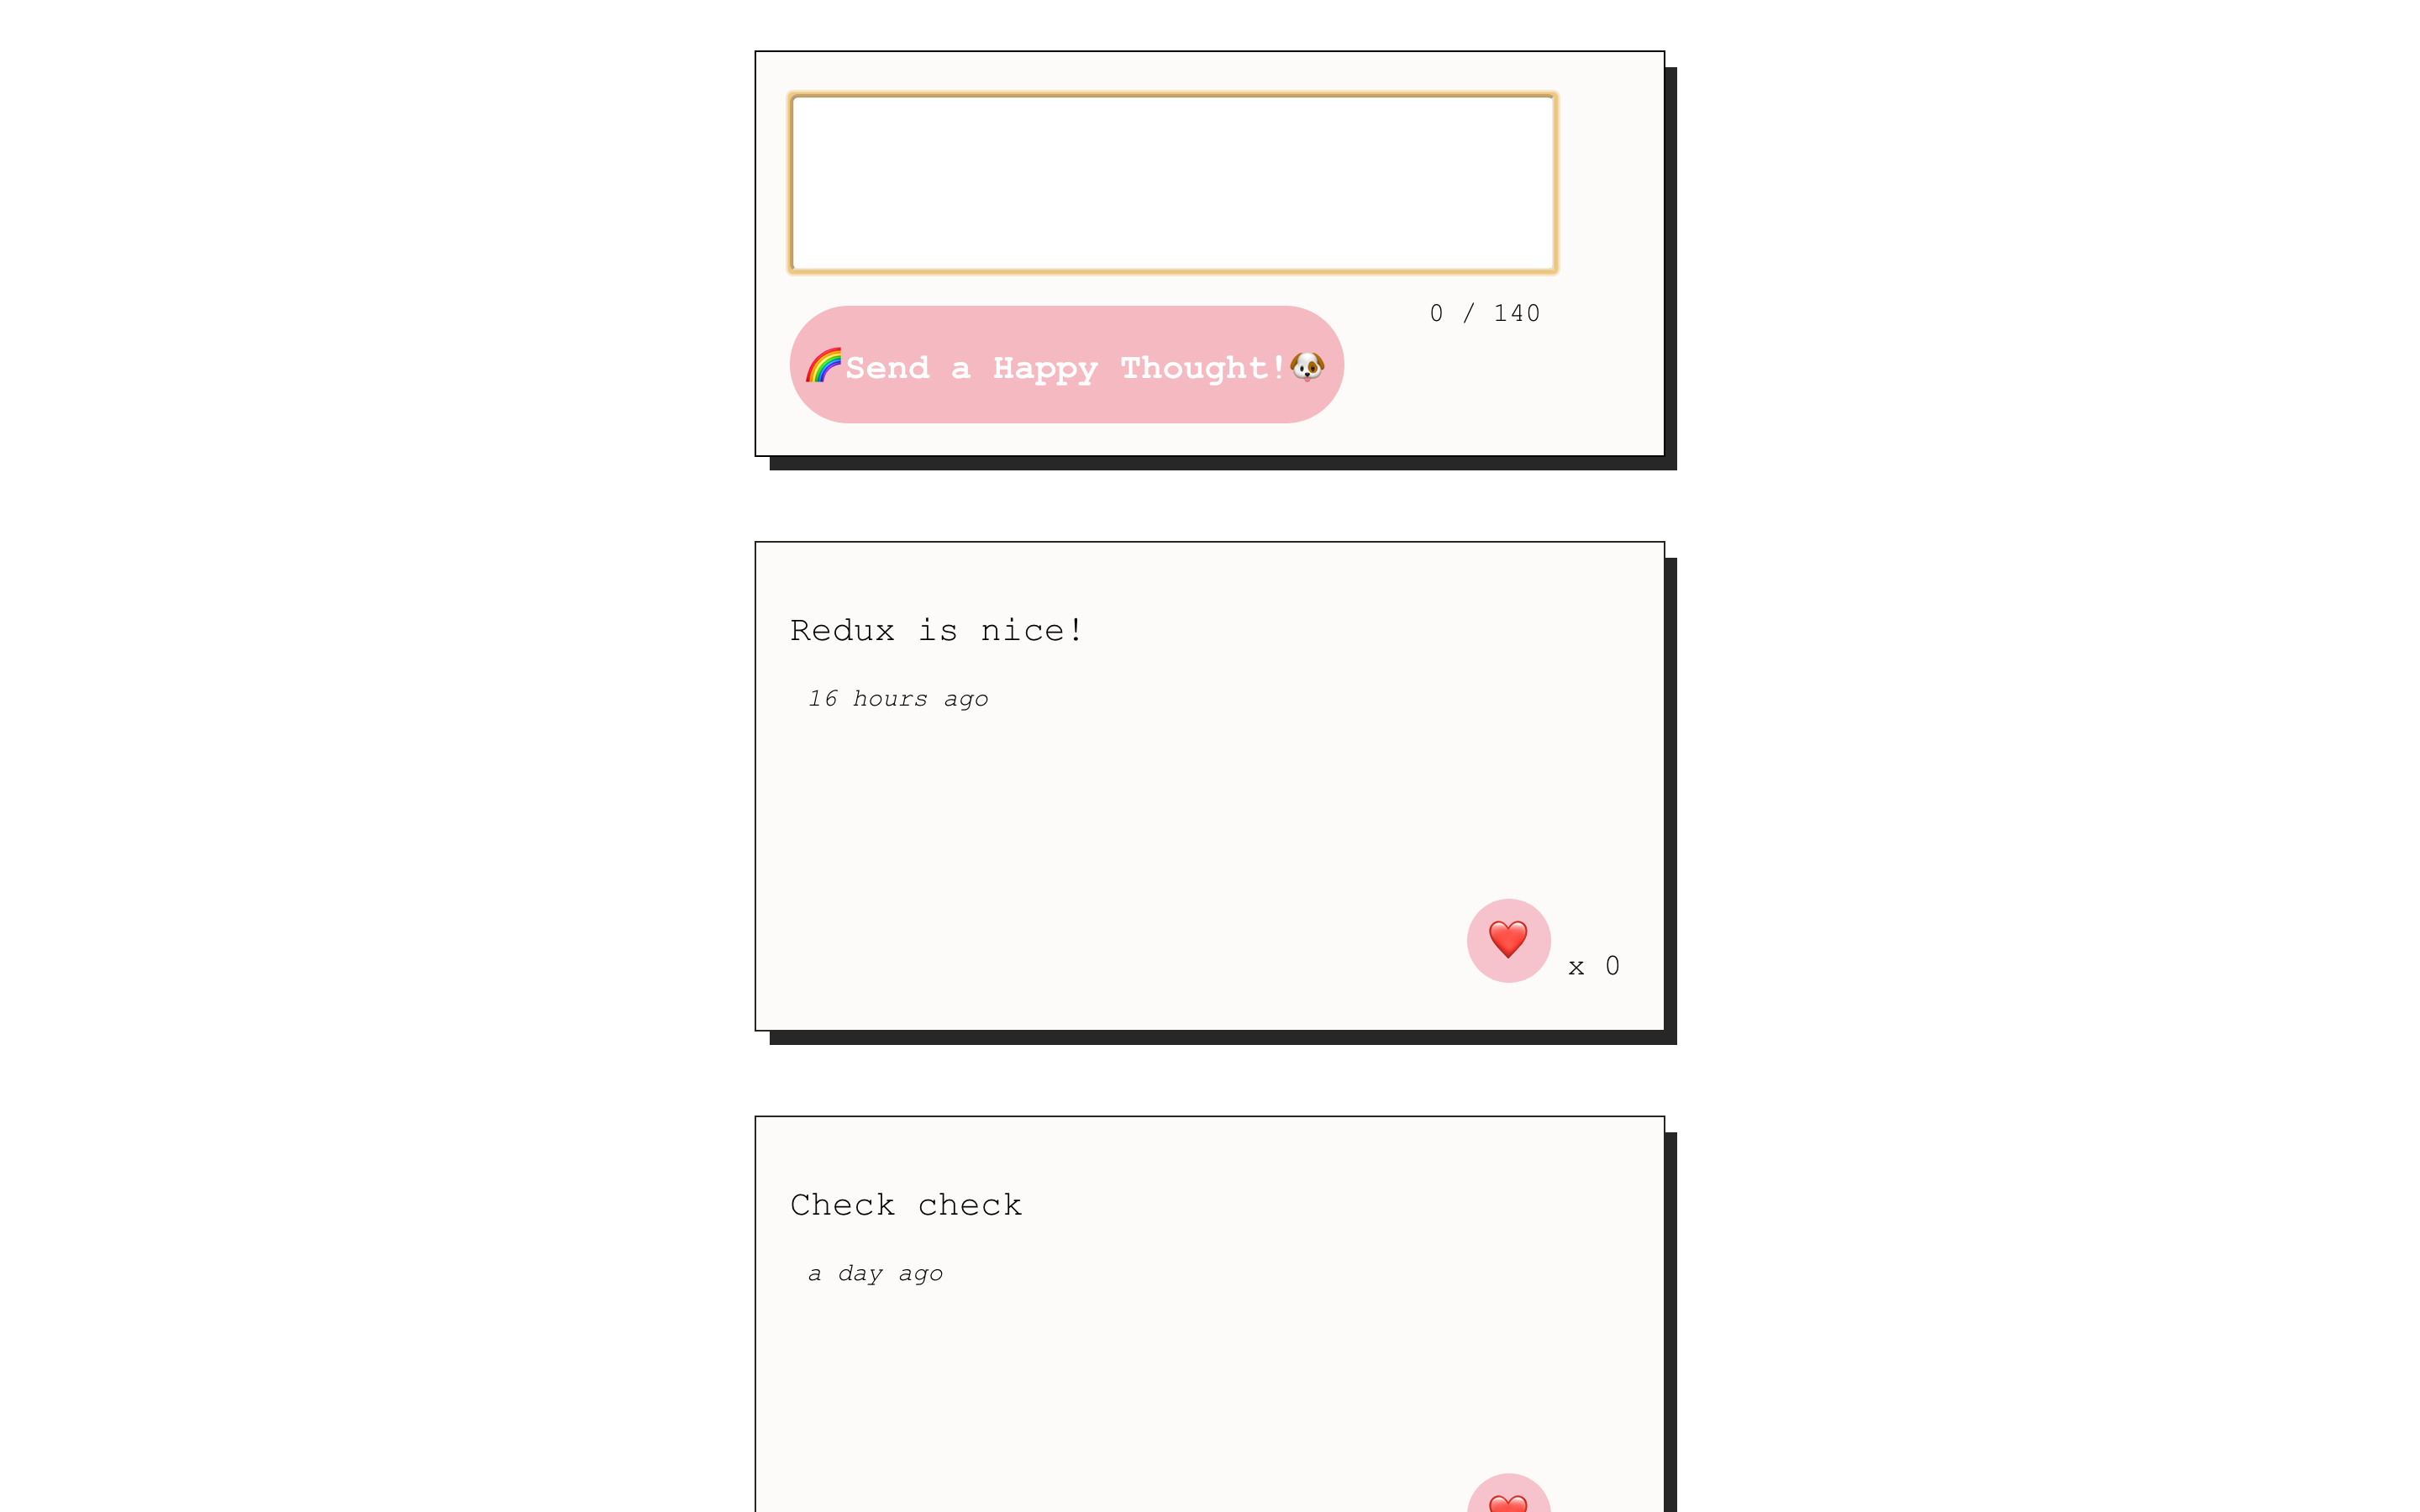 0 / 140
🌈Send a Happy Thought!🐶
Redux is nice!
16 hours ago
❤️ x 0
Check check
a day ago
❤️